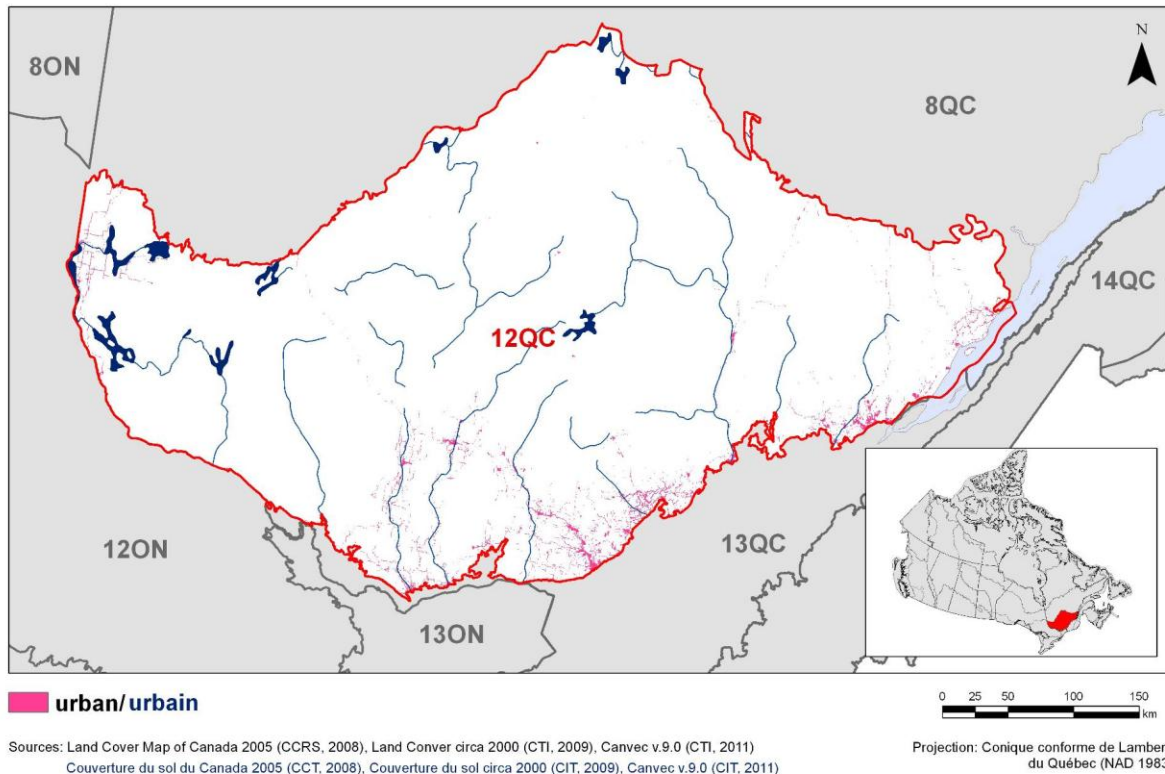 N
8ON
8QC
14QC
12QC
12ON
13QC
13ON
urban/urbain
0 25 50 100 150
km
Sources: Land Cover Map of Canada 2005 (CCRS, 2008), Land Conver circa 2000 (CTI, 2009), Canvec v.9.0 (CTI, 2011)
Couverture du sol du Canada 2005 (CCT, 2008), Couverture du sol circa 2000 (CIT, 2009), Canvec v.9.0 (CIT, 2011)
Projection: Conique conforme de Lamber
du Québec (NAD 1983